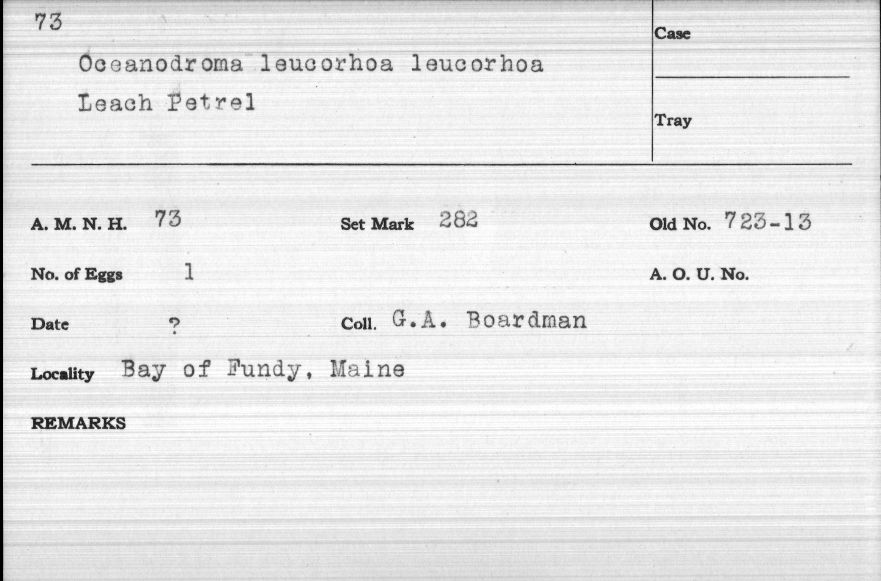 73
Case
Oceanodroma leucorhoa leucorhoa
Leach Petrel
Tray
A. M. N. H. 73 Set Mark 282 Old No. 723-13
No. of Eggs 1 A. O. U. No.
Date ? Coll. G.A. Boardman
Locality Bay of Fundy, Maine
REMARKS